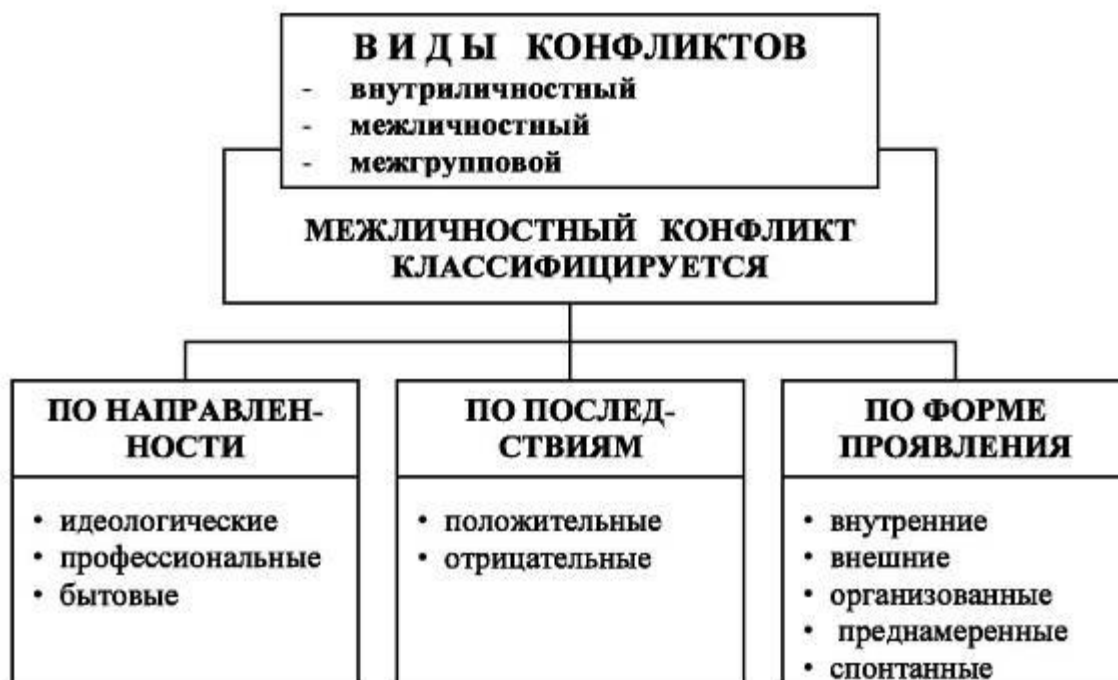 В И Д Ы КОНФЛИКТОВ
- внутриличностный
- межличностный
- межгрупповой
МЕЖЛИЧНОСТНЫЙ КОНФЛИКТ
КЛАССИФИЦИРУЕТСЯ
ПО НАПРАВЛЕН-
НОСТИ
• идеологические
• профессиональные
• бытовые
ПО ПОСЛЕД-
СТВИЯМ
• положительные
• отрицательные
ПО ФОРМЕ
ПРОЯВЛЕНИЯ
• внутренние
• внешние
• организованные
• преднамеренные
• спонтанные